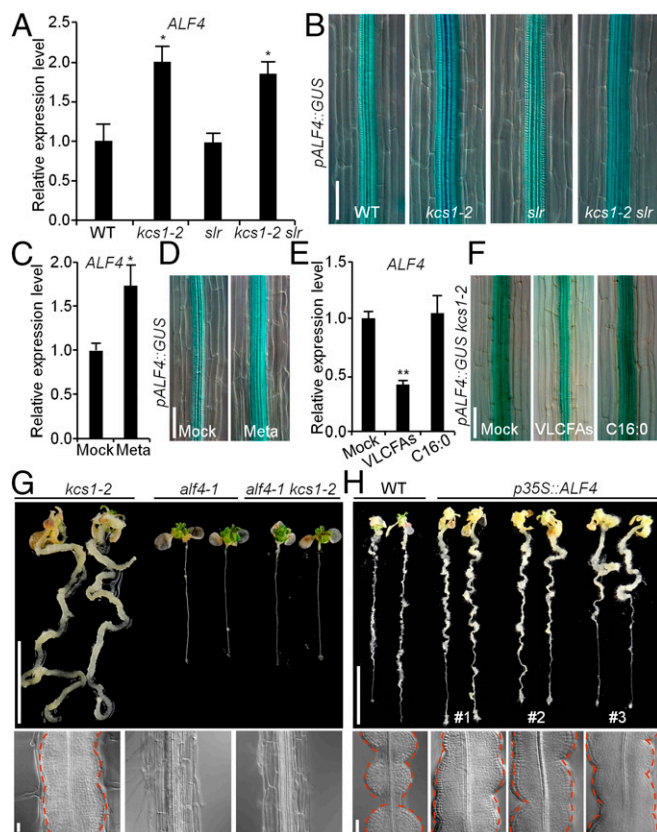 A
ALF4
Relative expression level
2.5
2.0
1.5
1.0
0.5
0.0
*
*
WT kcs1-2 slr kcs1-2 slr
B
pALF4::GUS
WT kcs1-2 slr kcs1-2 slr
C
ALF4
Relative expression level
2.0
1.5
1.0
0.5
0
*
Mock Meta
D
pALF4::GUS
Mock Meta
E
ALF4
Relative expression level
1.5
1.0
0.5
0
**
Mock VLCFAs C16:0
F
pALF4::GUS kcs1-2
Mock VLCFAs C16:0
G
kcs1-2 alf4-1 alf4-1 kcs1-2
H
WT p35S::ALF4
#1 #2 #3